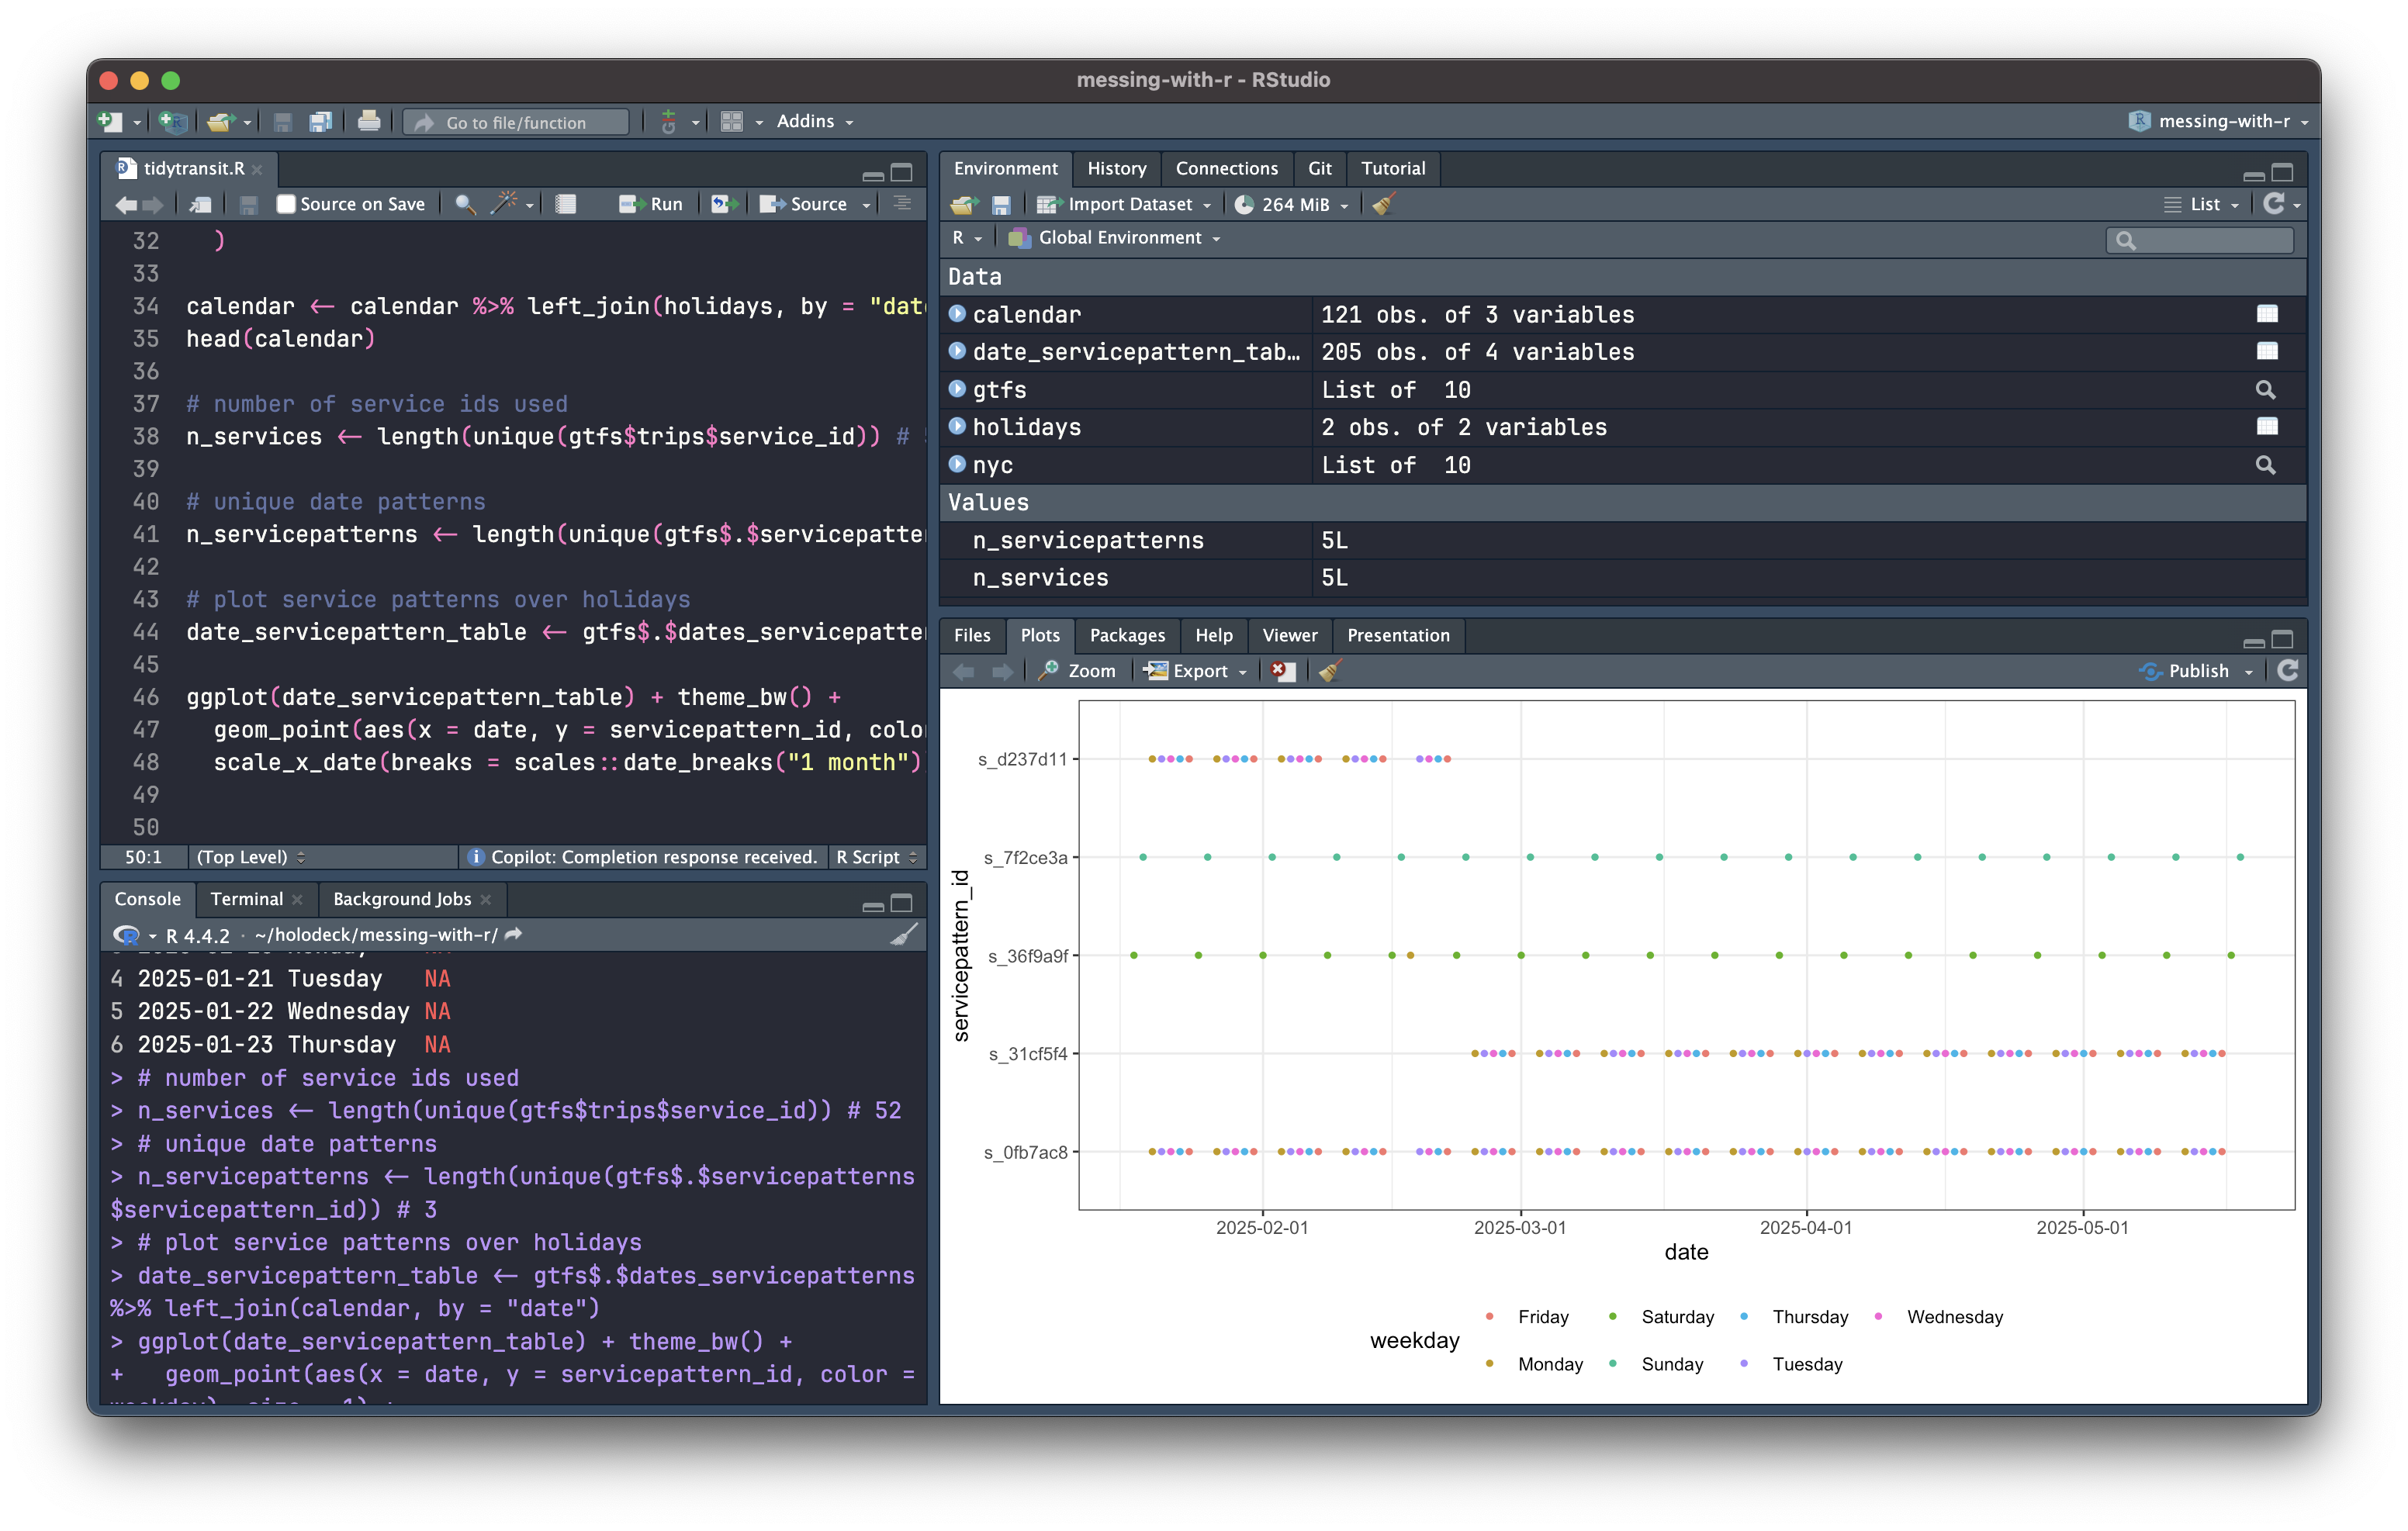 messing-with-r - RStudio
Go to file/function
Addins
messing-with-r
tidytransit.R
Source on Save
Run
Source
32 )
33
34 calendar <- calendar %>% left_join(holidays, by = "dat
35 head(calendar)
36
37 # number of service ids used
38 n_services <- length(unique(gtfs$trips$service_id)) #
39
40 # unique date patterns
41 n_servicepatterns <- length(unique(gtfs$.$servicepatte
42
43 # plot service patterns over holidays
44 date_servicepattern_table <- gtfs$.$dates_servicepatte
45
46 ggplot(date_servicepattern_table) + theme_bw() +
47 geom_point(aes(x = date, y = servicepattern_id, colo
48 scale_x_date(breaks = scales::date_breaks("1 month")
49
50
50:1 (Top Level) Copilot: Completion response received. R Script
Console Terminal Background Jobs
R 4.4.2 · ~/holodeck/messing-with-r/
4 2025-01-21 Tuesday NA
5 2025-01-22 Wednesday NA
6 2025-01-23 Thursday NA
> # number of service ids used
> n_services <- length(unique(gtfs$trips$service_id)) # 52
> # unique date patterns
> n_servicepatterns <- length(unique(gtfs$.$servicepatterns
$servicepattern_id)) # 3
> # plot service patterns over holidays
> date_servicepattern_table <- gtfs$.$dates_servicepatterns
%>% left_join(calendar, by = "date")
> ggplot(date_servicepattern_table) + theme_bw() +
+ geom_point(aes(x = date, y = servicepattern_id, color =
Environment History Connections Git Tutorial
Import Dataset 264 MiB List
R Global Environment
Data
calendar 121 obs. of 3 variables
date_servicepattern_tab… 205 obs. of 4 variables
gtfs List of 10
holidays 2 obs. of 2 variables
nyc List of 10
Values
n_servicepatterns 5L
n_services 5L
Files Plots Packages Help Viewer Presentation
Zoom Export Publish
servicepattern_id
s_d237d11
s_7f2ce3a
s_36f9a9f
s_31cf5f4
s_0fb7ac8
2025-02-01 2025-03-01 2025-04-01 2025-05-01
date
weekday
Friday Saturday Thursday Wednesday
Monday Sunday Tuesday